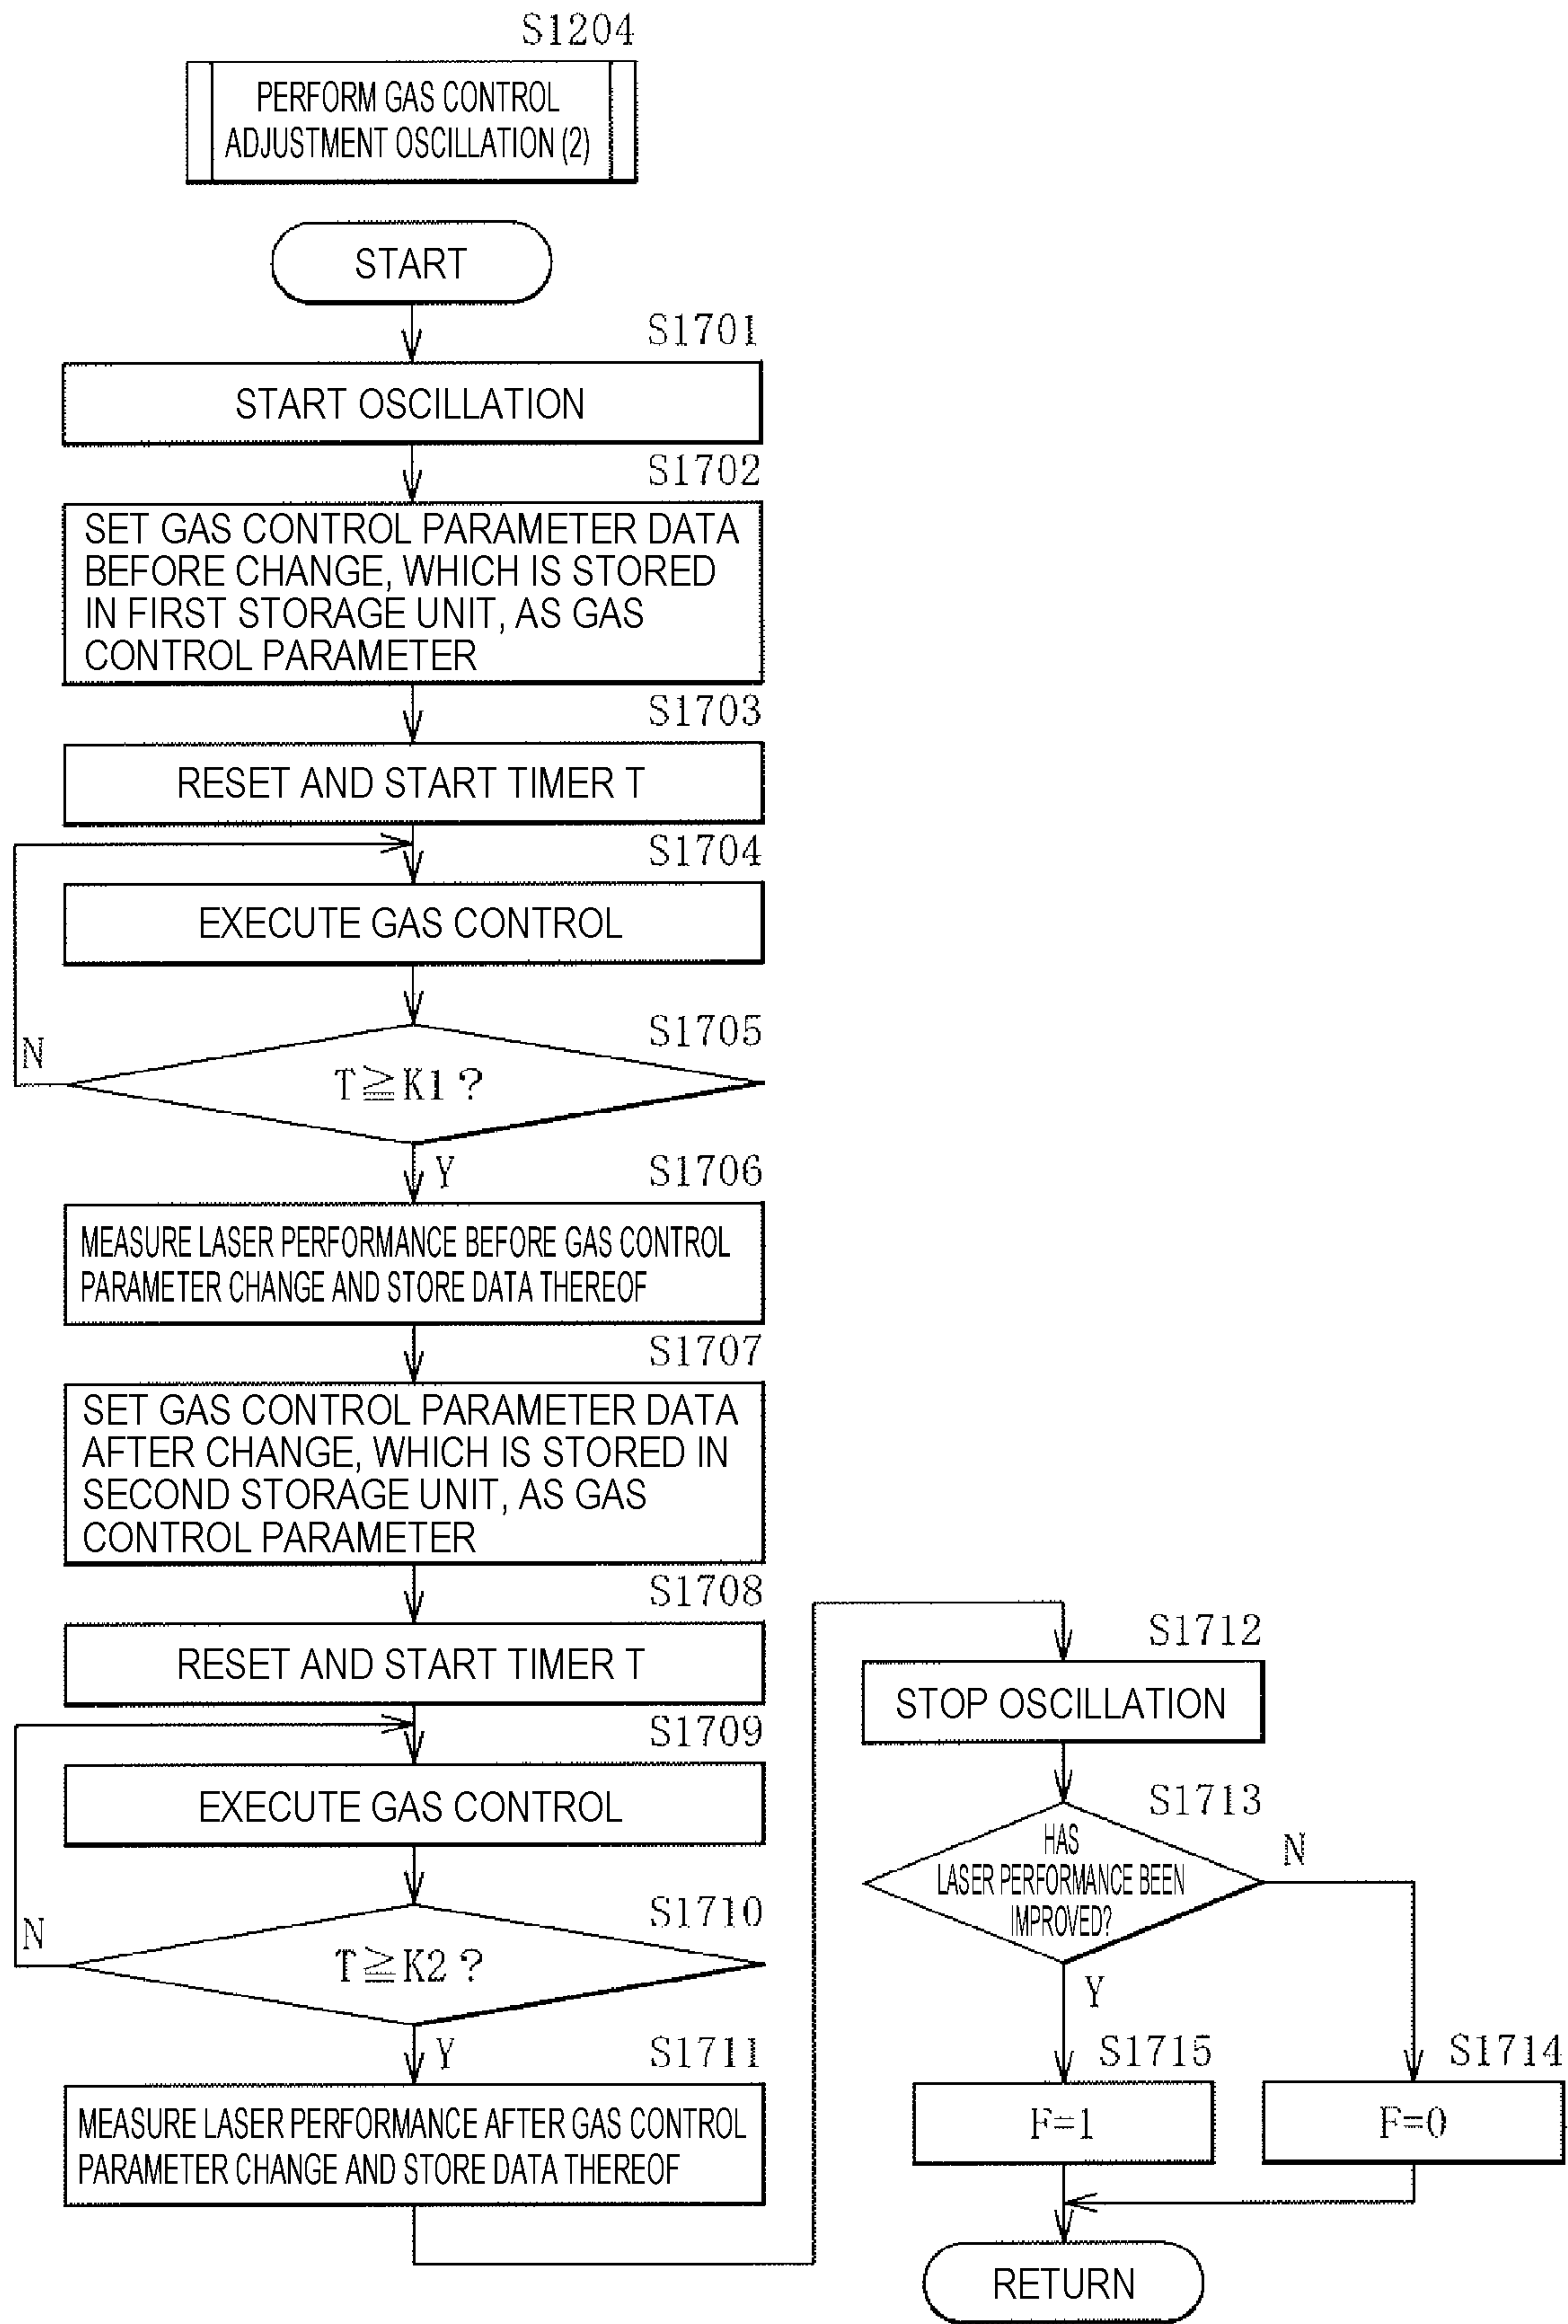 S1204
PERFORM GAS CONTROL
ADJUSTMENT OSCILLATION (2)
START
S1701
START OSCILLATION
S1702
SET GAS CONTROL PARAMETER DATA
BEFORE CHANGE, WHICH IS STORED
IN FIRST STORAGE UNIT, AS GAS
CONTROL PARAMETER
S1703
RESET AND START TIMER T
S1704
EXECUTE GAS CONTROL
S1705
N
T≧K1?
Y
S1706
MEASURE LASER PERFORMANCE BEFORE GAS CONTROL
PARAMETER CHANGE AND STORE DATA THEREOF
S1707
SET GAS CONTROL PARAMETER DATA
AFTER CHANGE, WHICH IS STORED IN
SECOND STORAGE UNIT, AS GAS
CONTROL PARAMETER
S1708
RESET AND START TIMER T
S1709
EXECUTE GAS CONTROL
S1710
N
T≧K2?
Y
S1711
MEASURE LASER PERFORMANCE AFTER GAS CONTROL
PARAMETER CHANGE AND STORE DATA THEREOF
S1712
STOP OSCILLATION
S1713
HAS
LASER PERFORMANCE BEEN
IMPROVED?
N
Y
S1715
F=1
S1714
F=0
RETURN